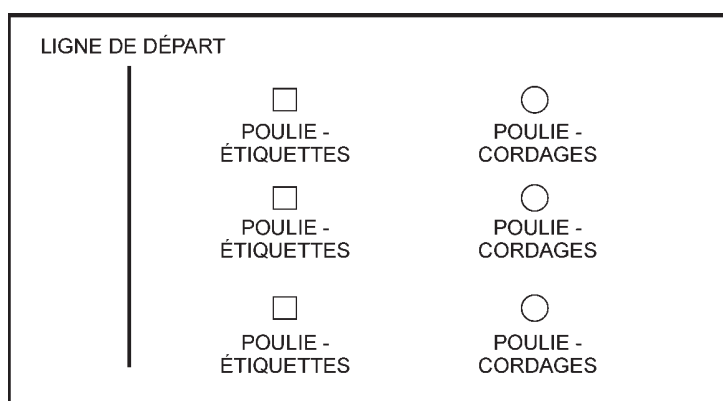 LIGNE DE DÉPART
POULIE -
ÉTIQUETTES
POULIE -
CORDAGES
POULIE -
ÉTIQUETTES
POULIE -
CORDAGES
POULIE -
ÉTIQUETTES
POULIE -
CORDAGES